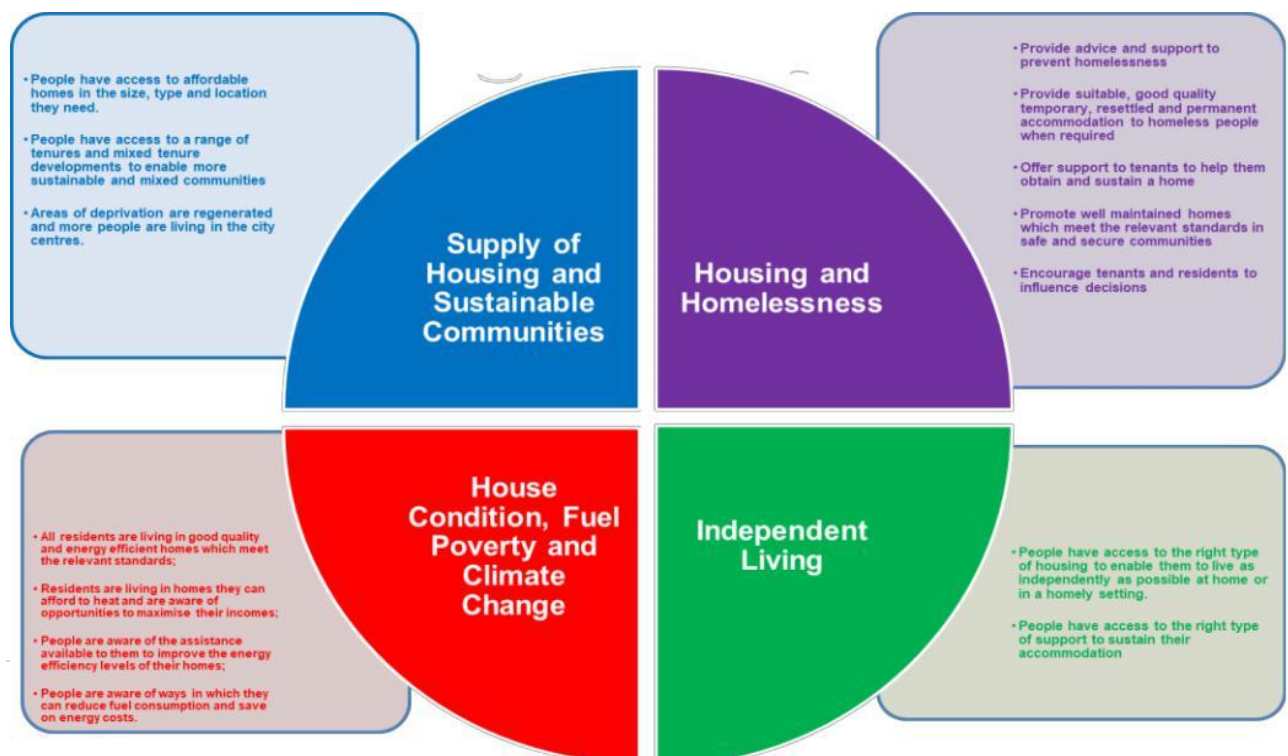 • People have access to affordable
homes in the size, type and location
they need.
• People have access to a range of
tenures and mixed tenure
developments to enable more
sustainable and mixed communities
• Areas of deprivation are regenerated
and more people are living in the city
centres.
Supply of
Housing and
Sustainable
Communities
Housing and
Homelessness
• Provide advice and support to
prevent homelessness
• Provide suitable, good quality
temporary, resettled and permanent
accommodation to homeless people
when required
• Offer support to tenants to help them
obtain and sustain a home
• Promote well maintained homes
which meet the relevant standards in
safe and secure communities
• Encourage tenants and residents to
influence decisions
• All residents are living in good quality
and energy efficient homes which meet
the relevant standards;
• Residents are living in homes they can
afford to heat and are aware of
opportunities to maximise their incomes;
• People are aware of the assistance
available to them to improve the energy
efficiency levels of their homes;
• People are aware of ways in which they
can reduce fuel consumption and save
on energy costs.
House
Condition, Fuel
Poverty and
Climate
Change
Independent
Living
• People have access to the right type
of housing to enable them to live as
independently as possible at home or
in a homely setting.
• People have access to the right type
of support to sustain their
accommodation